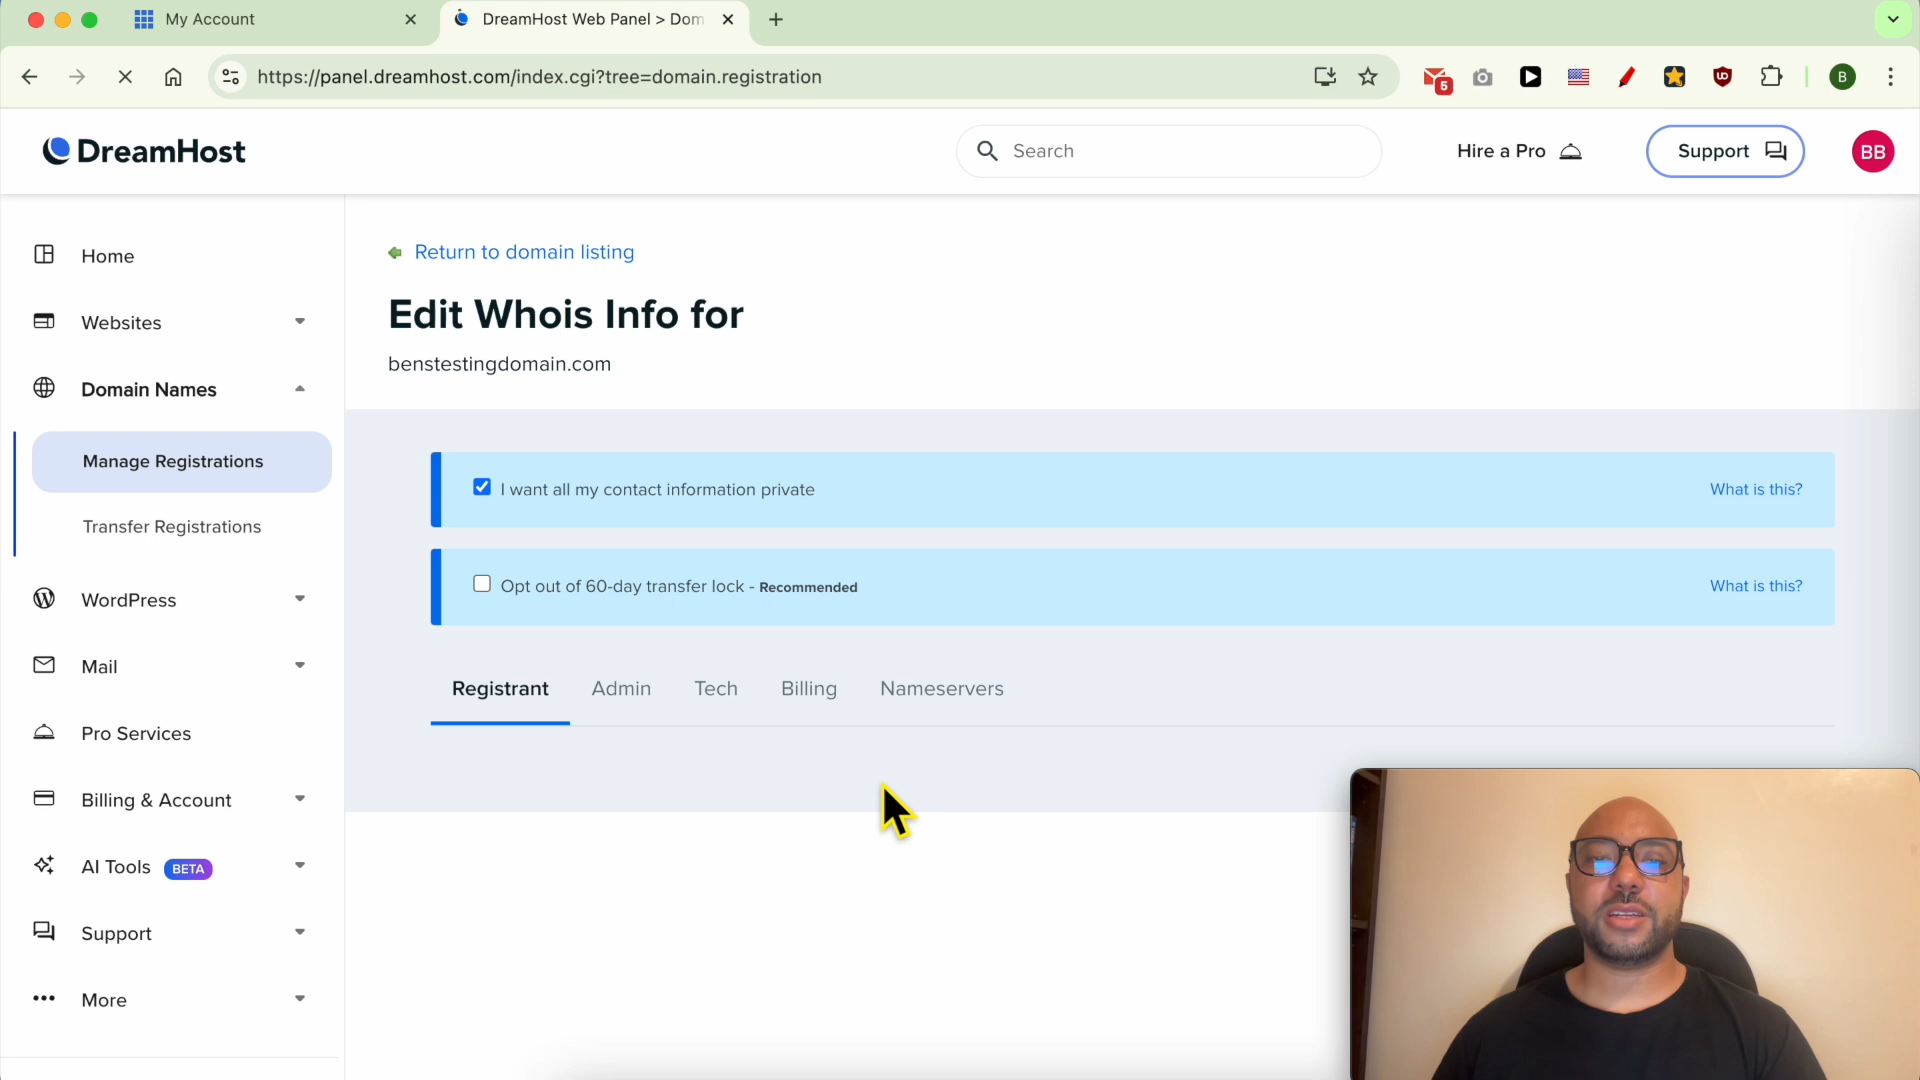 My Account
DreamHost Web Panel > Dom
https://panel.dreamhost.com/index.cgi?tree=domain.registration
5
B
DreamHost
Search
Hire a Pro
Support
BB
Home
Websites
Domain Names
Manage Registrations
Transfer Registrations
WordPress
Mail
Pro Services
Billing & Account
AI Tools BETA
Support
More
Return to domain listing
Edit Whois Info for
benstestingdomain.com
I want all my contact information private
What is this?
Opt out of 60-day transfer lock - Recommended
What is this?
Registrant
Admin
Tech
Billing
Nameservers